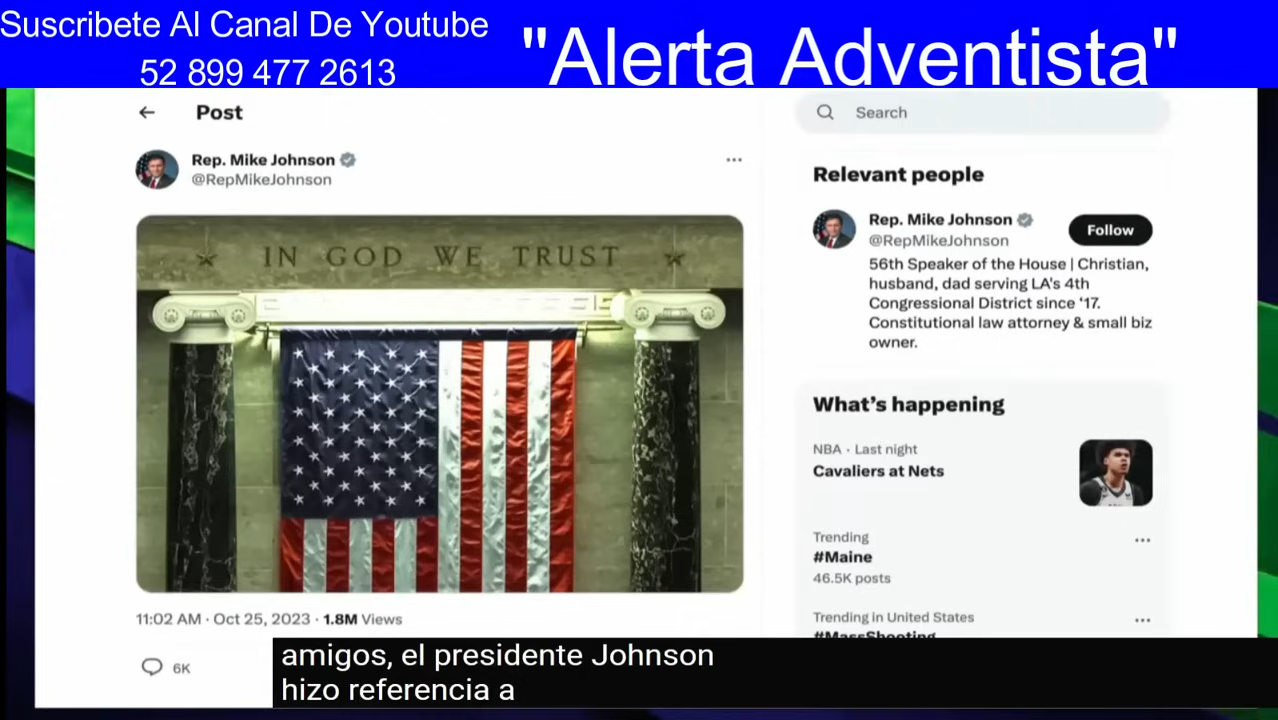 Suscribete Al Canal De Youtube
52 899 477 2613
"Alerta Adventista"
Post
Rep. Mike Johnson
@RepMikeJohnson
IN GOD WE TRUST
11:02 AM · Oct 25, 2023 · 1.8M Views
6K
Search
Relevant people
Rep. Mike Johnson
@RepMikeJohnson
Follow
56th Speaker of the House | Christian,
husband, dad serving LA's 4th
Congressional District since ‘17.
Constitutional law attorney & small biz
owner.
What’s happening
NBA · Last night
Cavaliers at Nets
Trending
#Maine
46.5K posts
Trending in United States
#MassShooting
amigos, el presidente Johnson
hizo referencia a